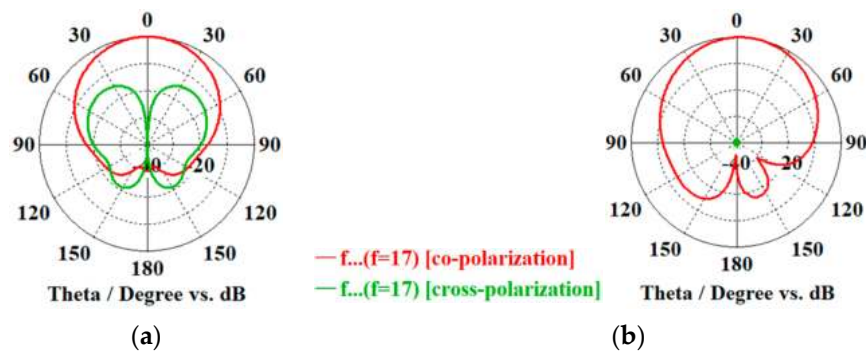 0
30 30
60 60
90 90
-40 -20
120 120
150 150
180
Theta / Degree vs. dB
(a)
f...(f=17) [co-polarization]
f...(f=17) [cross-polarization]
0
30 30
60 60
90 90
-40 -20
120 120
150 150
180
Theta / Degree vs. dB
(b)